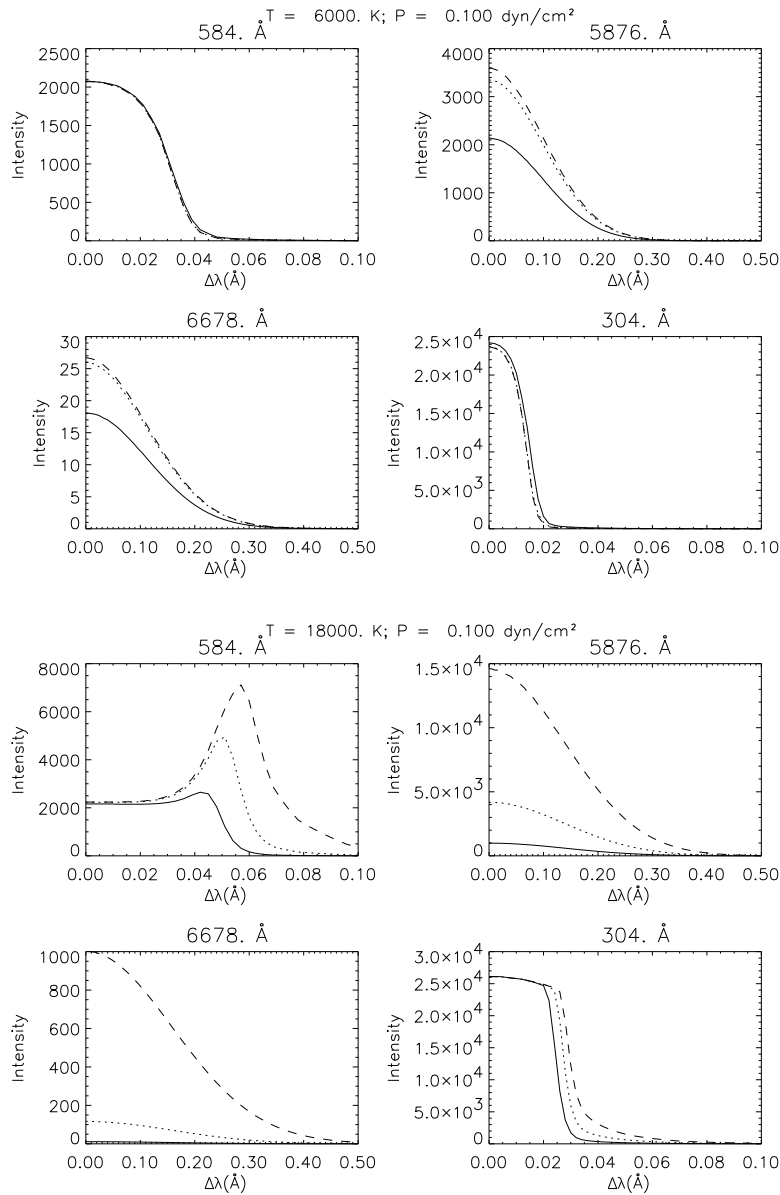 T = 6000. K; P = 0.100 dyn/cm²
584. Å
5876. Å
Intensity
2500
2000
1500
1000
500
0
0.00 0.02 0.04 0.06 0.08 0.10
Δλ(Å)
Intensity
4000
3000
2000
1000
0
0.00 0.10 0.20 0.30 0.40 0.50
Δλ(Å)
6678. Å
304. Å
Intensity
30
25
20
15
10
5
0
0.00 0.10 0.20 0.30 0.40 0.50
Δλ(Å)
Intensity
2.5×10⁴
2.0×10⁴
1.5×10⁴
1.0×10⁴
5.0×10³
0
0.00 0.02 0.04 0.06 0.08 0.10
Δλ(Å)
T = 18000. K; P = 0.100 dyn/cm²
584. Å
5876. Å
Intensity
8000
6000
4000
2000
0
0.00 0.02 0.04 0.06 0.08 0.10
Δλ(Å)
Intensity
1.5×10⁴
1.0×10⁴
5.0×10³
0
0.00 0.10 0.20 0.30 0.40 0.50
Δλ(Å)
6678. Å
304. Å
Intensity
1000
800
600
400
200
0
0.00 0.10 0.20 0.30 0.40 0.50
Δλ(Å)
Intensity
3.0×10⁴
2.5×10⁴
2.0×10⁴
1.5×10⁴
1.0×10⁴
5.0×10³
0
0.00 0.02 0.04 0.06 0.08 0.10
Δλ(Å)